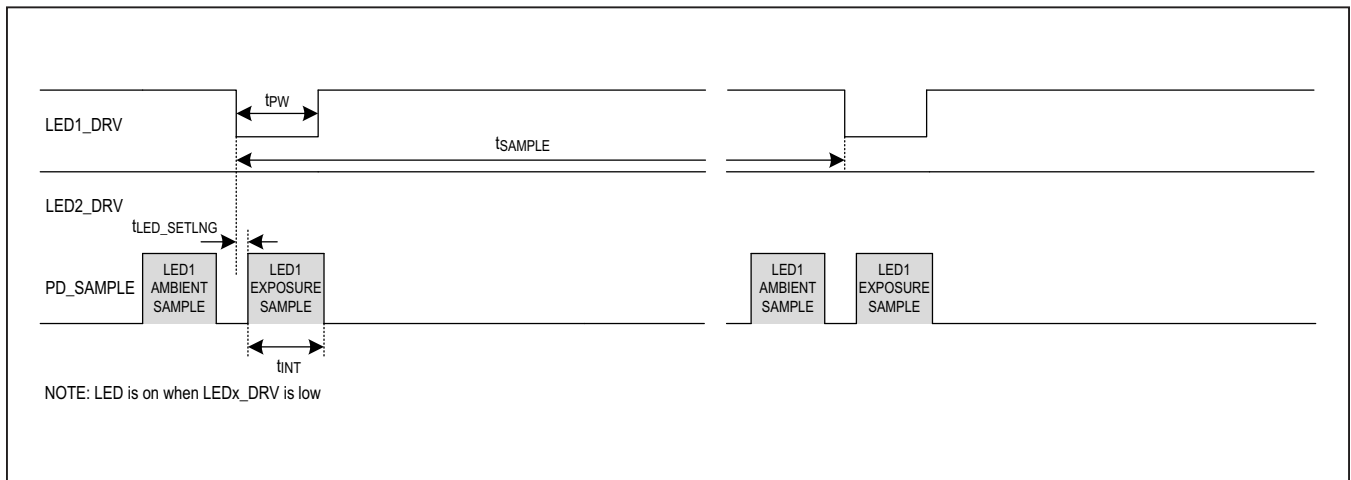 tPW
LED1_DRV
tSAMPLE
LED2_DRV
tLED_SETLNG
PD_SAMPLE
LED1
AMBIENT
SAMPLE
LED1
EXPOSURE
SAMPLE
LED1
AMBIENT
SAMPLE
LED1
EXPOSURE
SAMPLE
tINT
NOTE: LED is on when LEDx_DRV is low